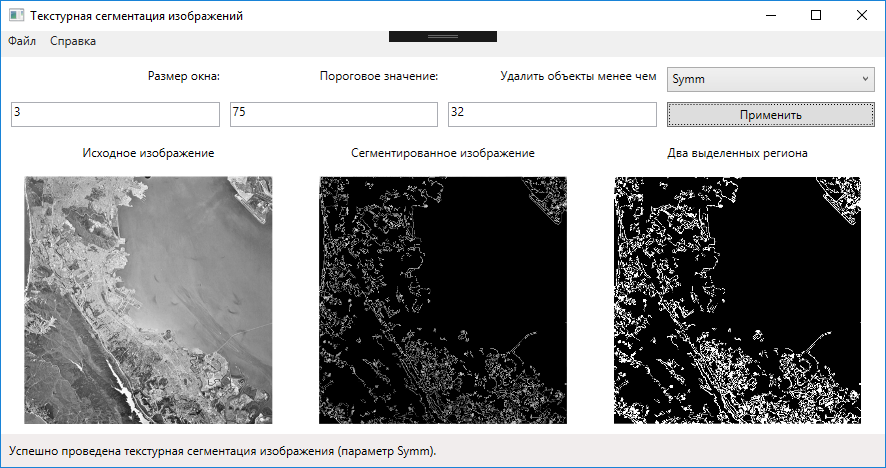 Текстурная сегментация изображений
Файл Справка
Размер окна: Пороговое значение: Удалить объекты менее чем Symm
3 75 32 Применить
Исходное изображение Сегментированное изображение Два выделенных региона
Успешно проведена текстурная сегментация изображения (параметр Symm).